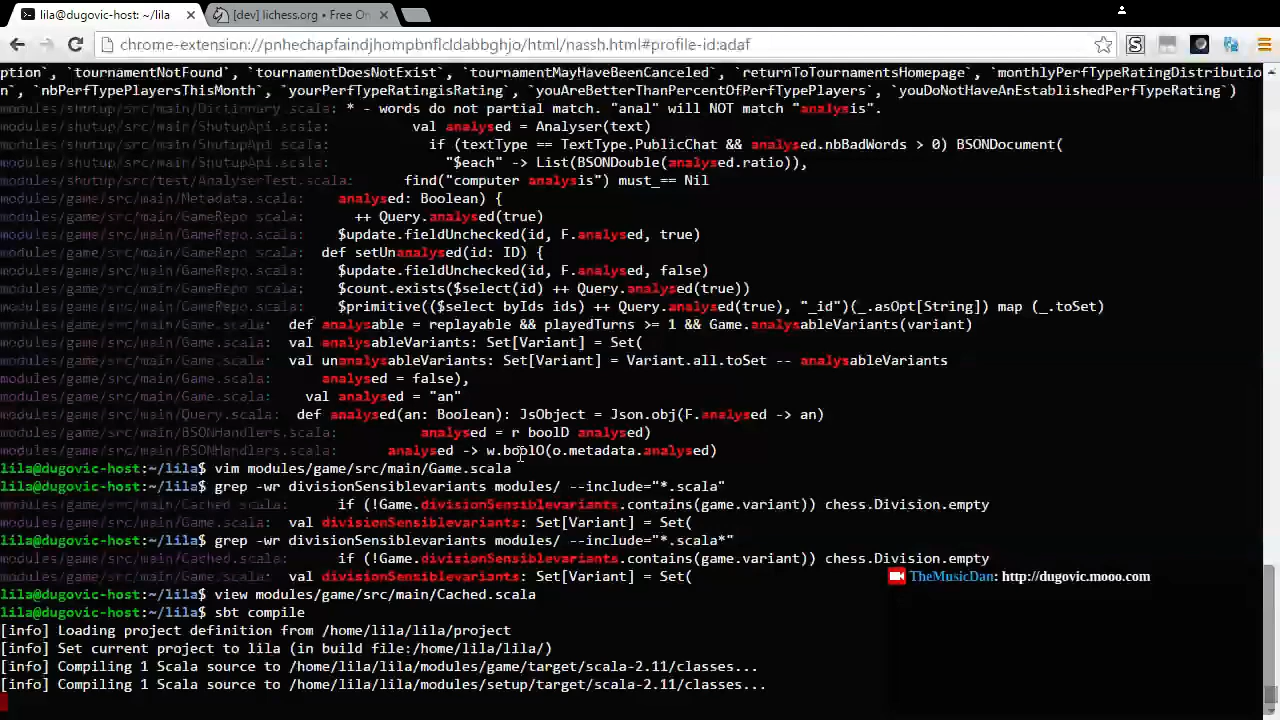 lila@dugovic-host: ~/lila
[dev] lichess.org • Free On
chrome-extension://pnhechapfaindjhompbnflcldabbghjo/html/nassh.html#profile-id:adaf
ption`, `tournamentNotFound`, `tournamentDoesNotExist`, `tournamentMayHaveBeenCanceled`, `returnToTournamentsHomepage`, `monthlyPerfTypeRatingDistributio
n`, `nbPerfTypePlayersThisMonth`, `yourPerfTypeRatingisRating`, `youAreBetterThanPercentOfPerfTypePlayers`, `youDoNotHaveAnEstablishedPerfTypeRating`)
modules/shutup/src/main/Dictionary.scala: * - words do not partial match. "anal" will NOT match "analysis".
modules/shutup/src/main/ShutupApi.scala: val analysed = Analyser(text)
modules/shutup/src/main/ShutupApi.scala: if (textType == TextType.PublicChat && analysed.nbBadWords > 0) BSONDocument(
modules/shutup/src/main/ShutupApi.scala: "$each" -> List(BSONDouble(analysed.ratio)),
modules/shutup/src/test/AnalyserTest.scala: find("computer analysis") must_== Nil
modules/game/src/main/Metadata.scala: analysed: Boolean) {
modules/game/src/main/GameRepo.scala: ++ Query.analysed(true)
modules/game/src/main/GameRepo.scala: $update.fieldUnchecked(id, F.analysed, true)
modules/game/src/main/GameRepo.scala: def setUnanalysed(id: ID) {
modules/game/src/main/GameRepo.scala: $update.fieldUnchecked(id, F.analysed, false)
modules/game/src/main/GameRepo.scala: $count.exists($select(id) ++ Query.analysed(true))
modules/game/src/main/GameRepo.scala: $primitive(($select byIds ids) ++ Query.analysed(true), "_id")(_.asOpt[String]) map (_.toSet)
modules/game/src/main/Game.scala: def analysable = replayable && playedTurns >= 1 && Game.analysableVariants(variant)
modules/game/src/main/Game.scala: val analysableVariants: Set[Variant] = Set(
modules/game/src/main/Game.scala: val unanalysableVariants: Set[Variant] = Variant.all.toSet -- analysableVariants
modules/game/src/main/Game.scala: analysed = false),
modules/game/src/main/Game.scala: val analysed = "an"
modules/game/src/main/Query.scala: def analysed(an: Boolean): JsObject = Json.obj(F.analysed -> an)
modules/game/src/main/BSONHandlers.scala: analysed = r boolD analysed)
modules/game/src/main/BSONHandlers.scala: analysed -> w.boolO(o.metadata.analysed)
lila@dugovic-host:~/lila$ vim modules/game/src/main/Game.scala
lila@dugovic-host:~/lila$ grep -wr divisionSensiblevariants modules/ --include="*.scala"
modules/game/src/main/Cached.scala: if (!Game.divisionSensiblevariants.contains(game.variant)) chess.Division.empty
modules/game/src/main/Game.scala: val divisionSensiblevariants: Set[Variant] = Set(
lila@dugovic-host:~/lila$ grep -wr divisionSensiblevariants modules/ --include="*.scala*"
modules/game/src/main/Cached.scala: if (!Game.divisionSensiblevariants.contains(game.variant)) chess.Division.empty
modules/game/src/main/Game.scala: val divisionSensiblevariants: Set[Variant] = Set(
TheMusicDan: http://dugovic.mooo.com
lila@dugovic-host:~/lila$ view modules/game/src/main/Cached.scala
lila@dugovic-host:~/lila$ sbt compile
[info] Loading project definition from /home/lila/lila/project
[info] Set current project to lila (in build file:/home/lila/lila/)
[info] Compiling 1 Scala source to /home/lila/lila/modules/game/target/scala-2.11/classes...
[info] Compiling 1 Scala source to /home/lila/lila/modules/setup/target/scala-2.11/classes...